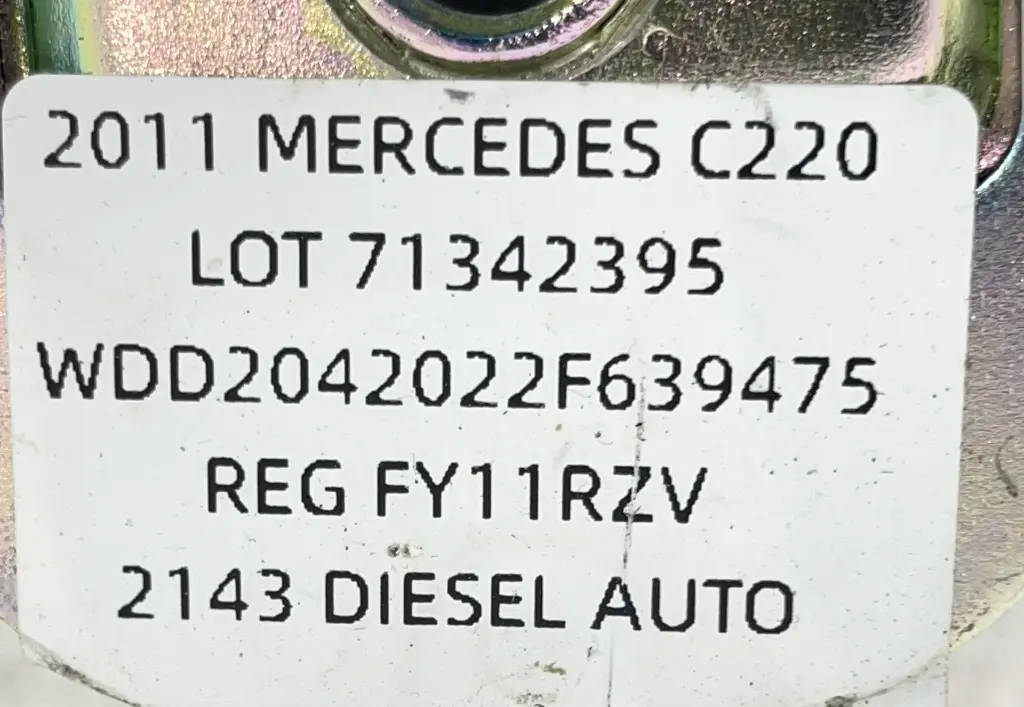 2011 MERCEDES C220
LOT 71342395
WDD2042022F639475
REG FY11RZV
2143 DIESEL AUTO